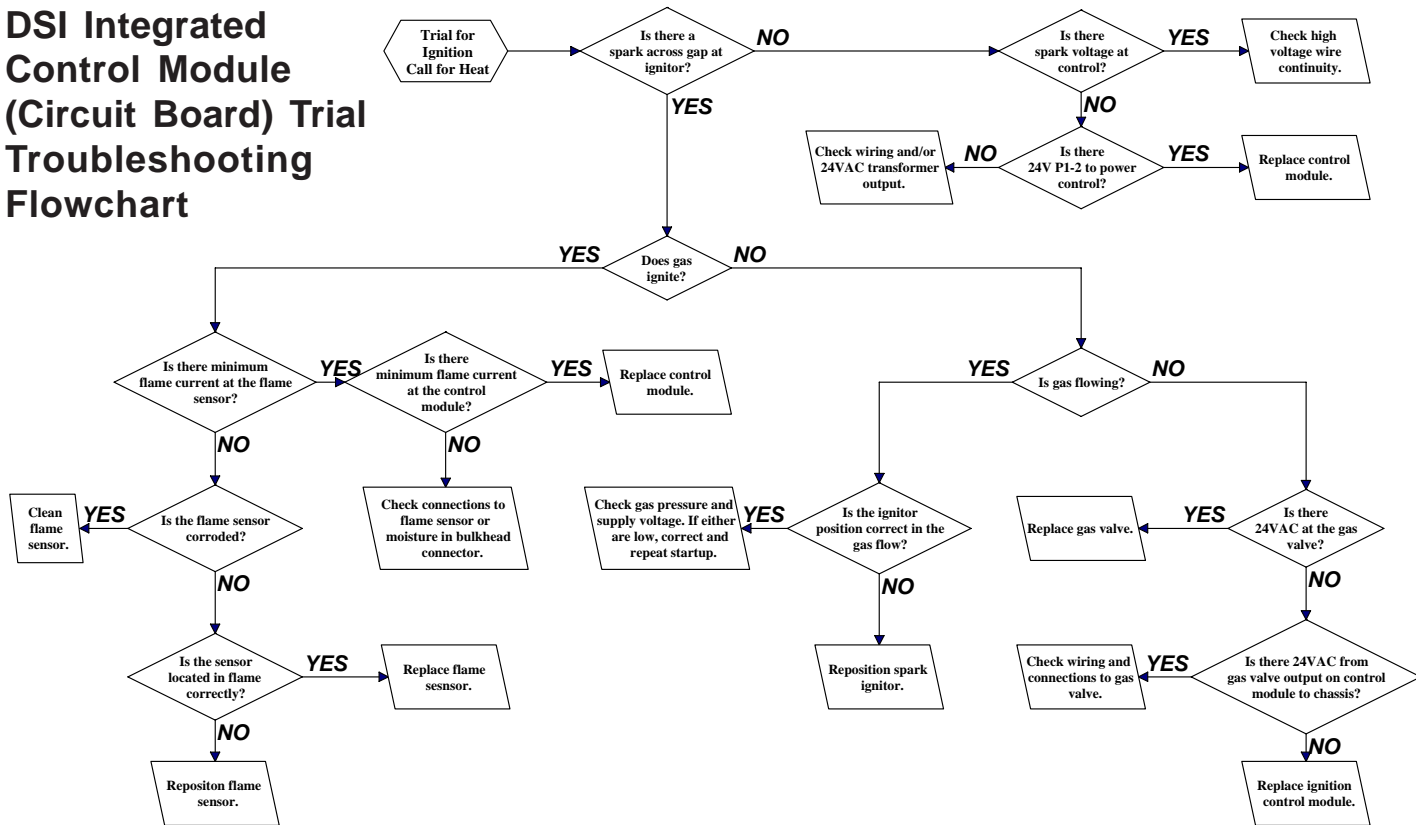 DSI Integrated
Control Module
(Circuit Board) Trial
Troubleshooting
Flowchart
Trial for
Ignition
Call for Heat
Is there a
spark across gap at
ignitor?
NO
Is there
spark voltage at
control?
YES
Check high
voltage wire
continuity.
YES
NO
Check wiring and/or
24VAC transformer
output.
NO
Is there
24V P1-2 to power
control?
YES
Replace control
module.
YES
Does gas
ignite?
NO
Is there minimum
flame current at the flame
sensor?
YES
Is there
minimum flame current
at the control
module?
YES
Replace control
module.
YES
Is gas flowing?
NO
NO
NO
Clean
flame
sensor.
YES
Is the flame sensor
corroded?
Check connections to
flame sensor or
moisture in bulkhead
connector.
Check gas pressure and
supply voltage. If either
are low, correct and
repeat startup.
YES
Is the ignitor
position correct in the
gas flow?
Replace gas valve.
YES
Is there
24VAC at the gas
valve?
NO
NO
NO
Is the sensor
located in flame
correctly?
YES
Replace flame
sesnsor.
Reposition spark
ignitor.
Check wiring and
connections to gas
valve.
YES
Is there 24VAC from
gas valve output on control
module to chassis?
NO
NO
Repositon flame
sensor.
Replace ignition
control module.